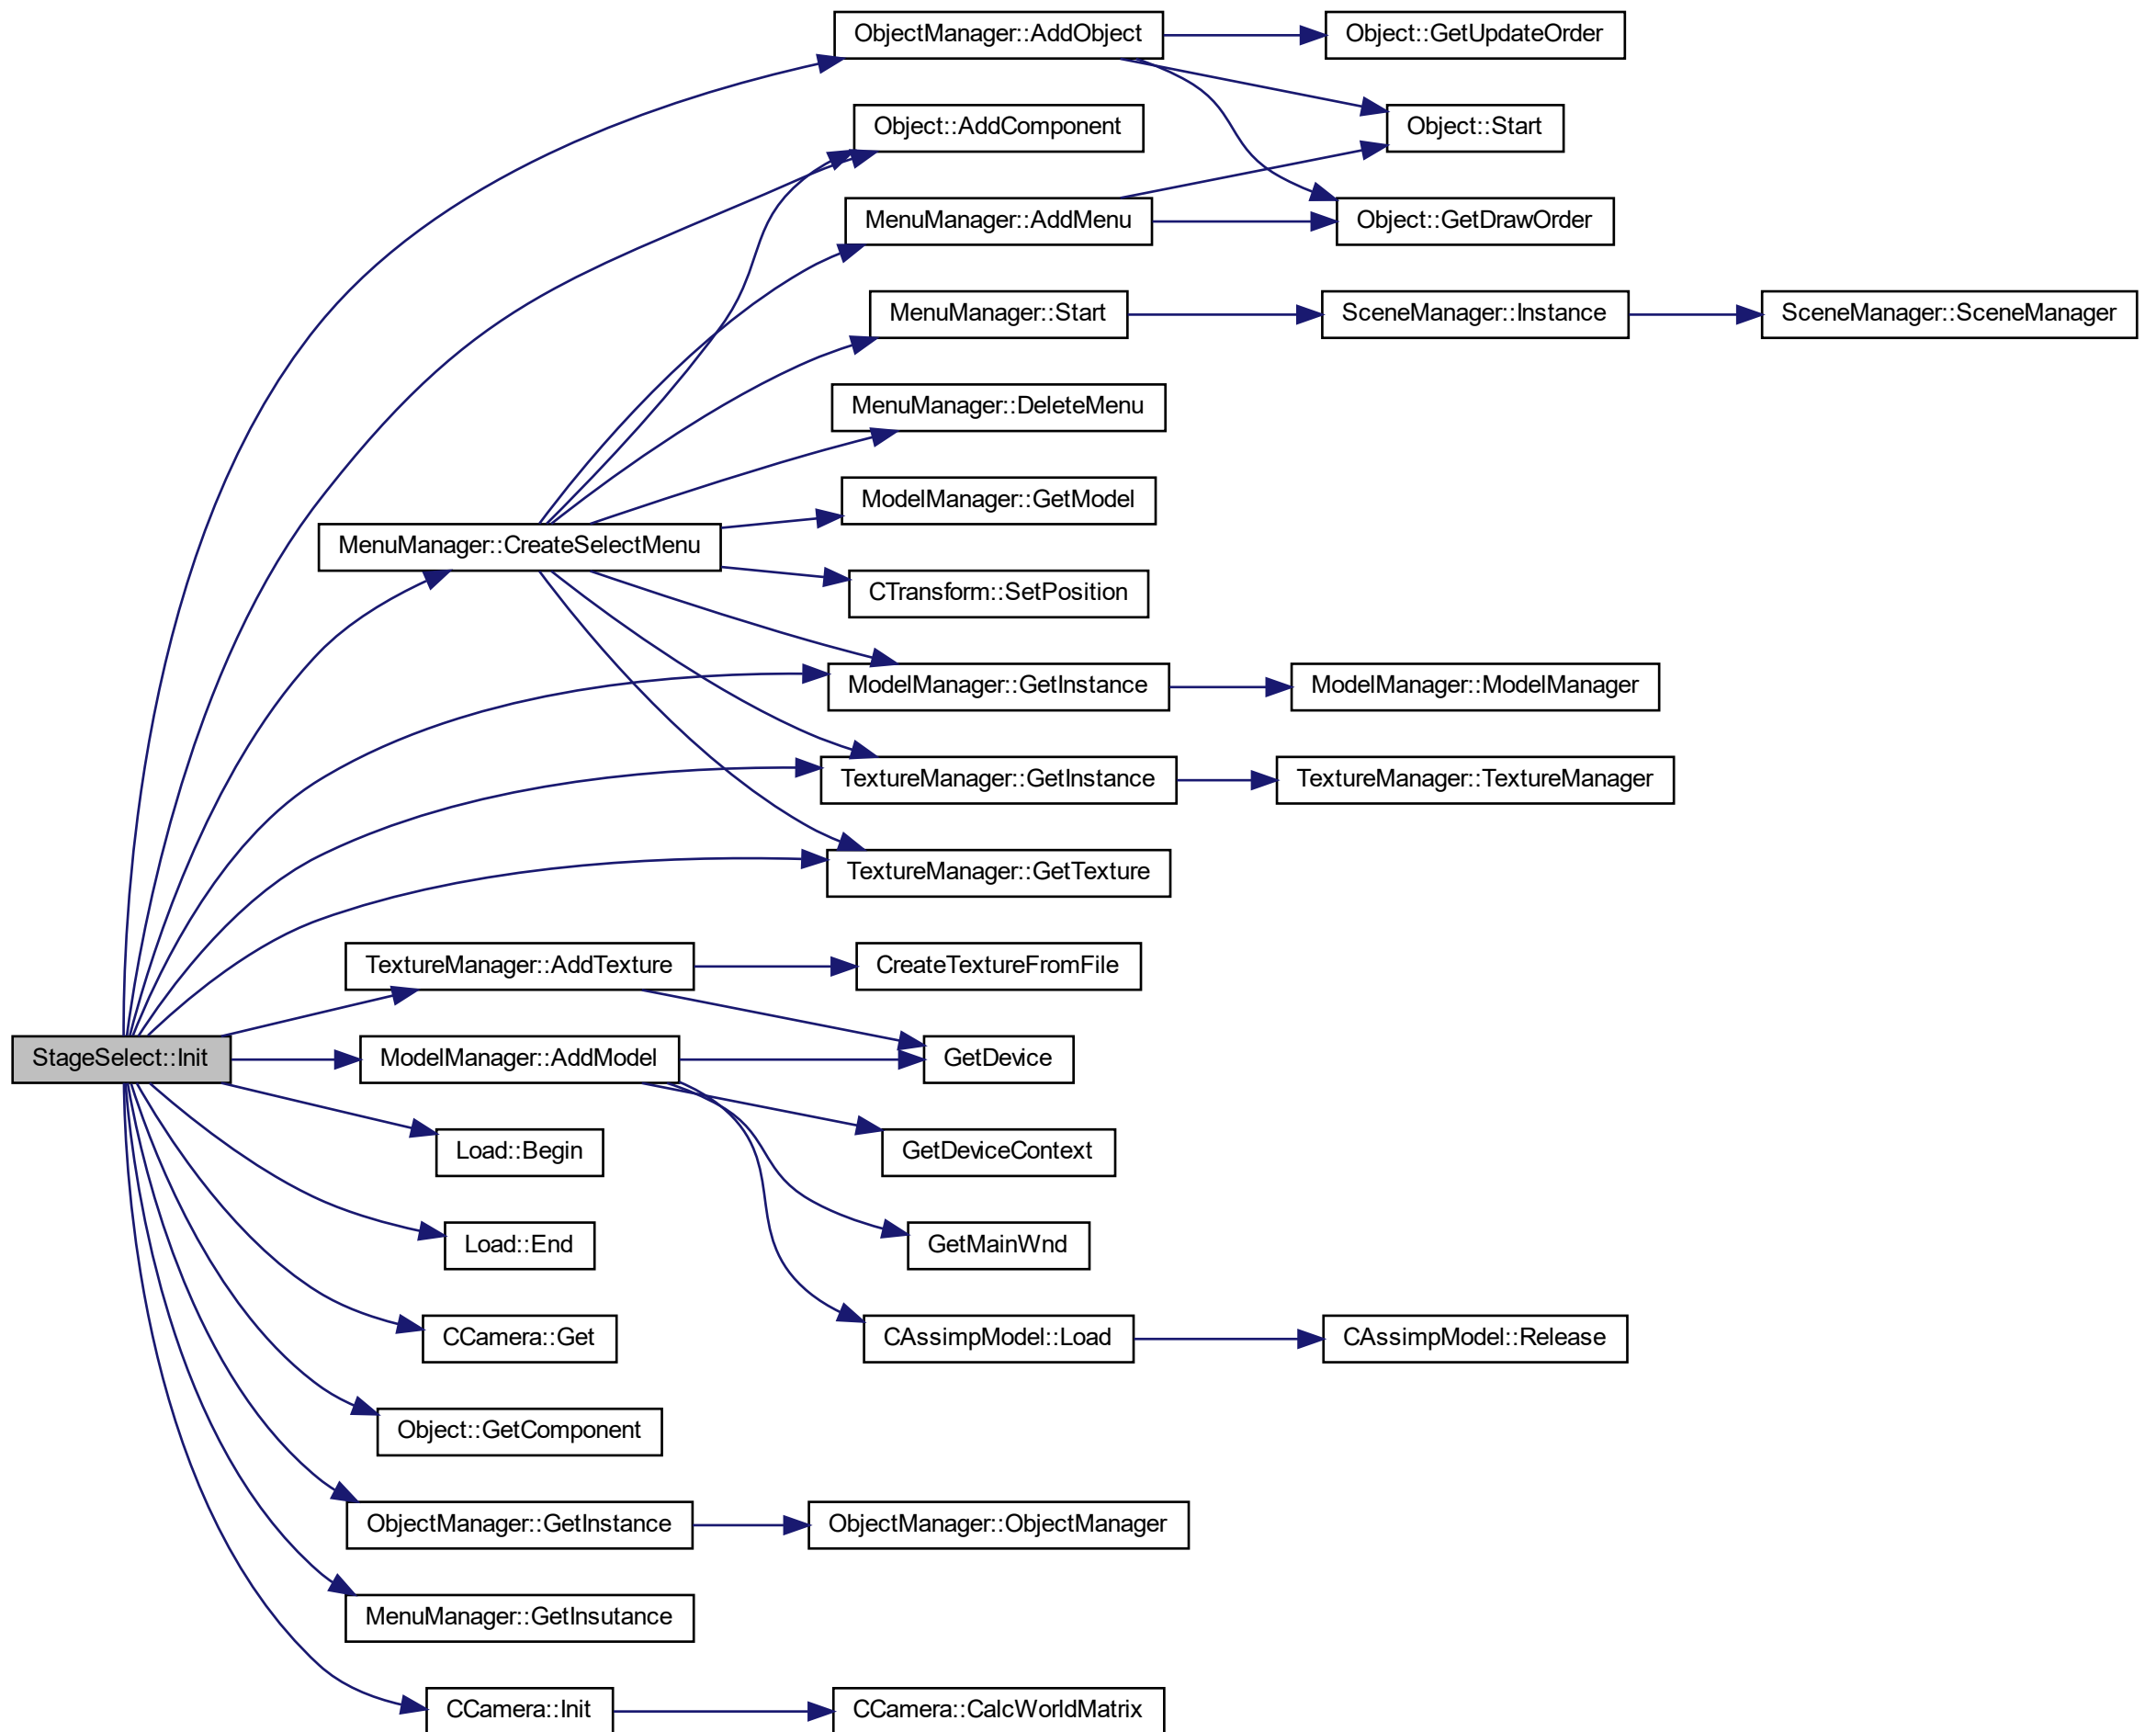 ObjectManager::AddObject
Object::GetUpdateOrder
Object::AddComponent
Object::Start
MenuManager::AddMenu
Object::GetDrawOrder
MenuManager::Start
SceneManager::Instance
SceneManager::SceneManager
MenuManager::DeleteMenu
ModelManager::GetModel
MenuManager::CreateSelectMenu
CTransform::SetPosition
ModelManager::GetInstance
ModelManager::ModelManager
TextureManager::GetInstance
TextureManager::TextureManager
TextureManager::GetTexture
TextureManager::AddTexture
CreateTextureFromFile
StageSelect::Init
ModelManager::AddModel
GetDevice
Load::Begin
GetDeviceContext
Load::End
GetMainWnd
CCamera::Get
CAssimpModel::Load
CAssimpModel::Release
Object::GetComponent
ObjectManager::GetInstance
ObjectManager::ObjectManager
MenuManager::GetInsutance
CCamera::Init
CCamera::CalcWorldMatrix